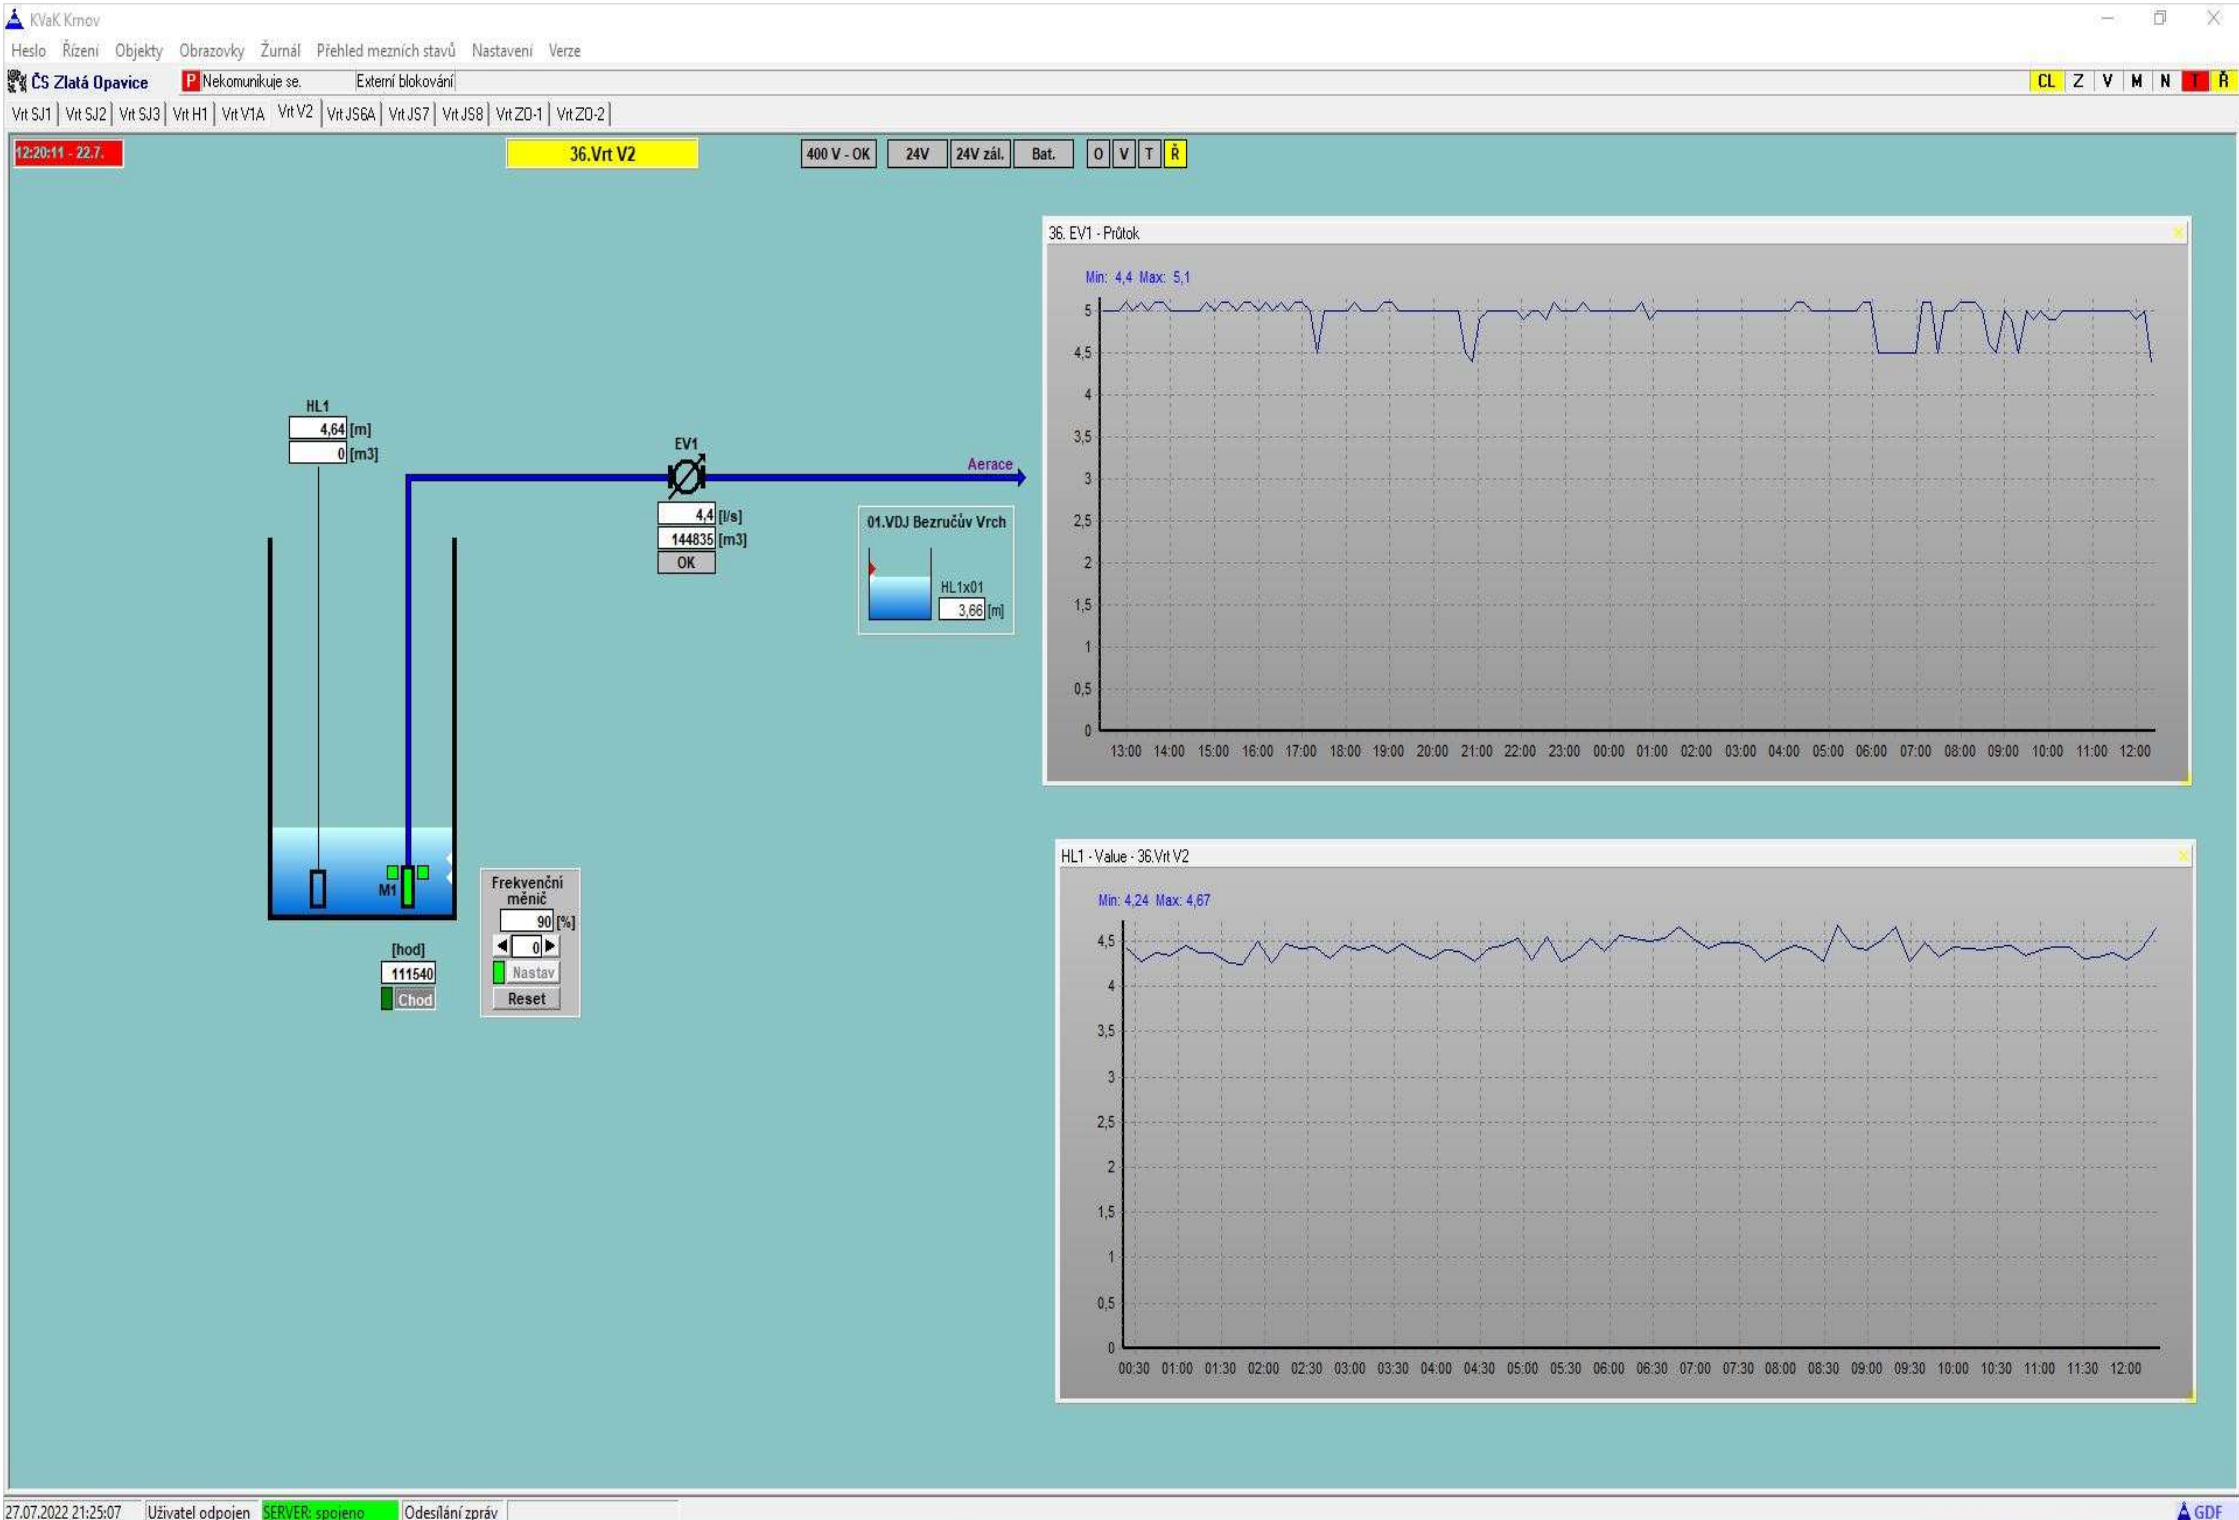 KVaK Krnov
Heslo Řízení Objekty Obrazovky Žurnál Přehled mezních stavů Nastavení Verze
ČS Zlatá Opavice P Nekomunikuje se. Externí blokování CL Z V M N T Ř
Vrt SJ1 Vrt SJ2 Vrt SJ3 Vrt H1 Vrt V1A Vrt V2 Vrt JS6A Vrt JS7 Vrt JS8 Vrt ZO-1 Vrt ZO-2
12:20:11 - 22.7. 36.Vrt V2 400 V - OK 24V 24V zál. Bat. O V T Ř
36. EV1 - Průtok
Min: 4,4 Max: 5,1
5
4,5
4
3,5
3
2,5
2
1,5
1
0,5
0
13:00 14:00 15:00 16:00 17:00 18:00 19:00 20:00 21:00 22:00 23:00 00:00 01:00 02:00 03:00 04:00 05:00 06:00 07:00 08:00 09:00 10:00 11:00 12:00
HL1
4,64 [m]
0 [m3]
EV1
4,4 [l/s]
144835 [m3]
OK
Aerace
01.VDJ Bezručův Vrch
HL1x01
3,66 [m]
M1
[hod]
111540
Chod
Frekvenční
měnič
90 [%]
0
Nastav
Reset
HL1 - Value - 36.Vrt V2
Min: 4,24 Max: 4,67
4,5
4
3,5
3
2,5
2
1,5
1
0,5
0
00:30 01:00 01:30 02:00 02:30 03:00 03:30 04:00 04:30 05:00 05:30 06:00 06:30 07:00 07:30 08:00 08:30 09:00 09:30 10:00 10:30 11:00 11:30 12:00
27.07.2022 21:25:07 Uživatel odpojen SERVER: spojeno Odesílání zpráv GDF